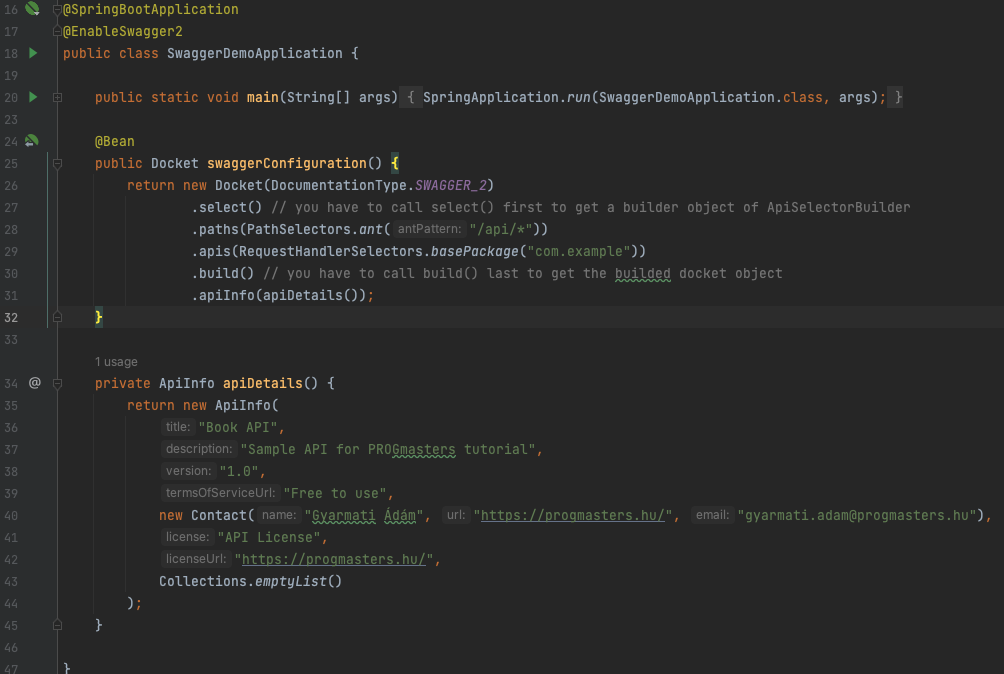 16 @SpringBootApplication
17 @EnableSwagger2
18 public class SwaggerDemoApplication {
19
20 public static void main(String[] args) { SpringApplication.run(SwaggerDemoApplication.class, args); }
23
24 @Bean
25 public Docket swaggerConfiguration() {
26 return new Docket(DocumentationType.SWAGGER_2)
27 .select() // you have to call select() first to get a builder object of ApiSelectorBuilder
28 .paths(PathSelectors.ant( antPattern: "/api/*"))
29 .apis(RequestHandlerSelectors.basePackage("com.example"))
30 .build() // you have to call build() last to get the builded docket object
31 .apiInfo(apiDetails());
32 }
33
1 usage
34 @ private ApiInfo apiDetails() {
35 return new ApiInfo(
36 title: "Book API",
37 description: "Sample API for PROGmasters tutorial",
38 version: "1.0",
39 termsOfServiceUrl: "Free to use",
40 new Contact( name: "Gyarmati Ádám", url: "https://progmasters.hu/", email: "gyarmati.adam@progmasters.hu"),
41 license: "API License",
42 licenseUrl: "https://progmasters.hu/",
43 Collections.emptyList()
44 );
45 }
46
47 }